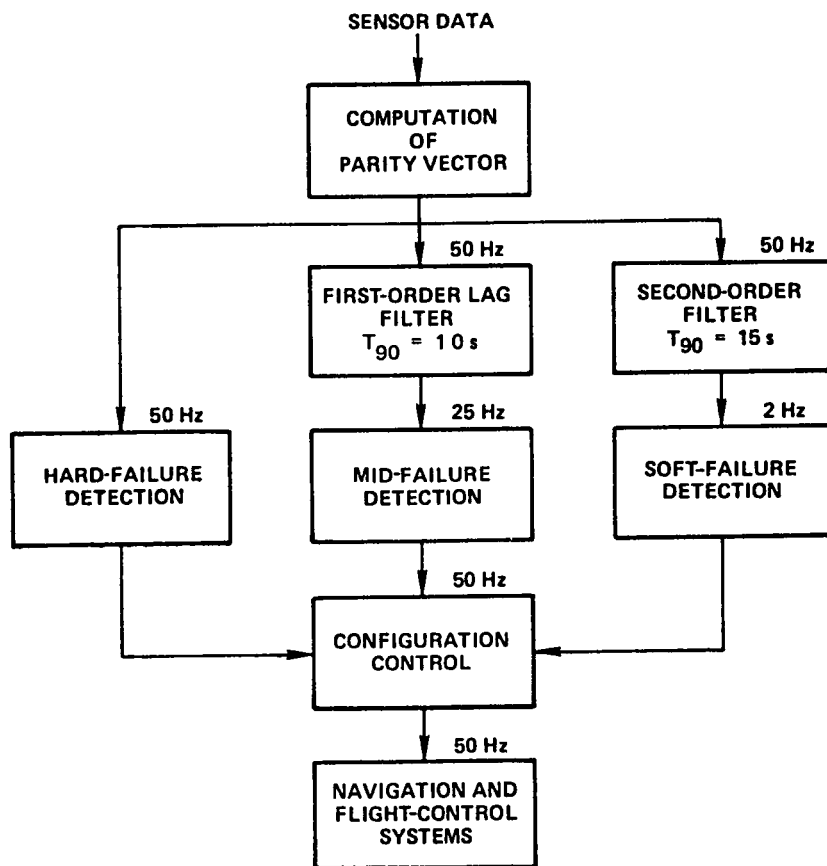 SENSOR DATA
COMPUTATION
OF
PARITY VECTOR
50 Hz
FIRST-ORDER LAG
FILTER
T90 = 1 0 s
50 Hz
SECOND-ORDER
FILTER
T90 = 15 s
50 Hz
HARD-FAILURE
DETECTION
25 Hz
MID-FAILURE
DETECTION
2 Hz
SOFT-FAILURE
DETECTION
50 Hz
CONFIGURATION
CONTROL
50 Hz
NAVIGATION AND
FLIGHT-CONTROL
SYSTEMS